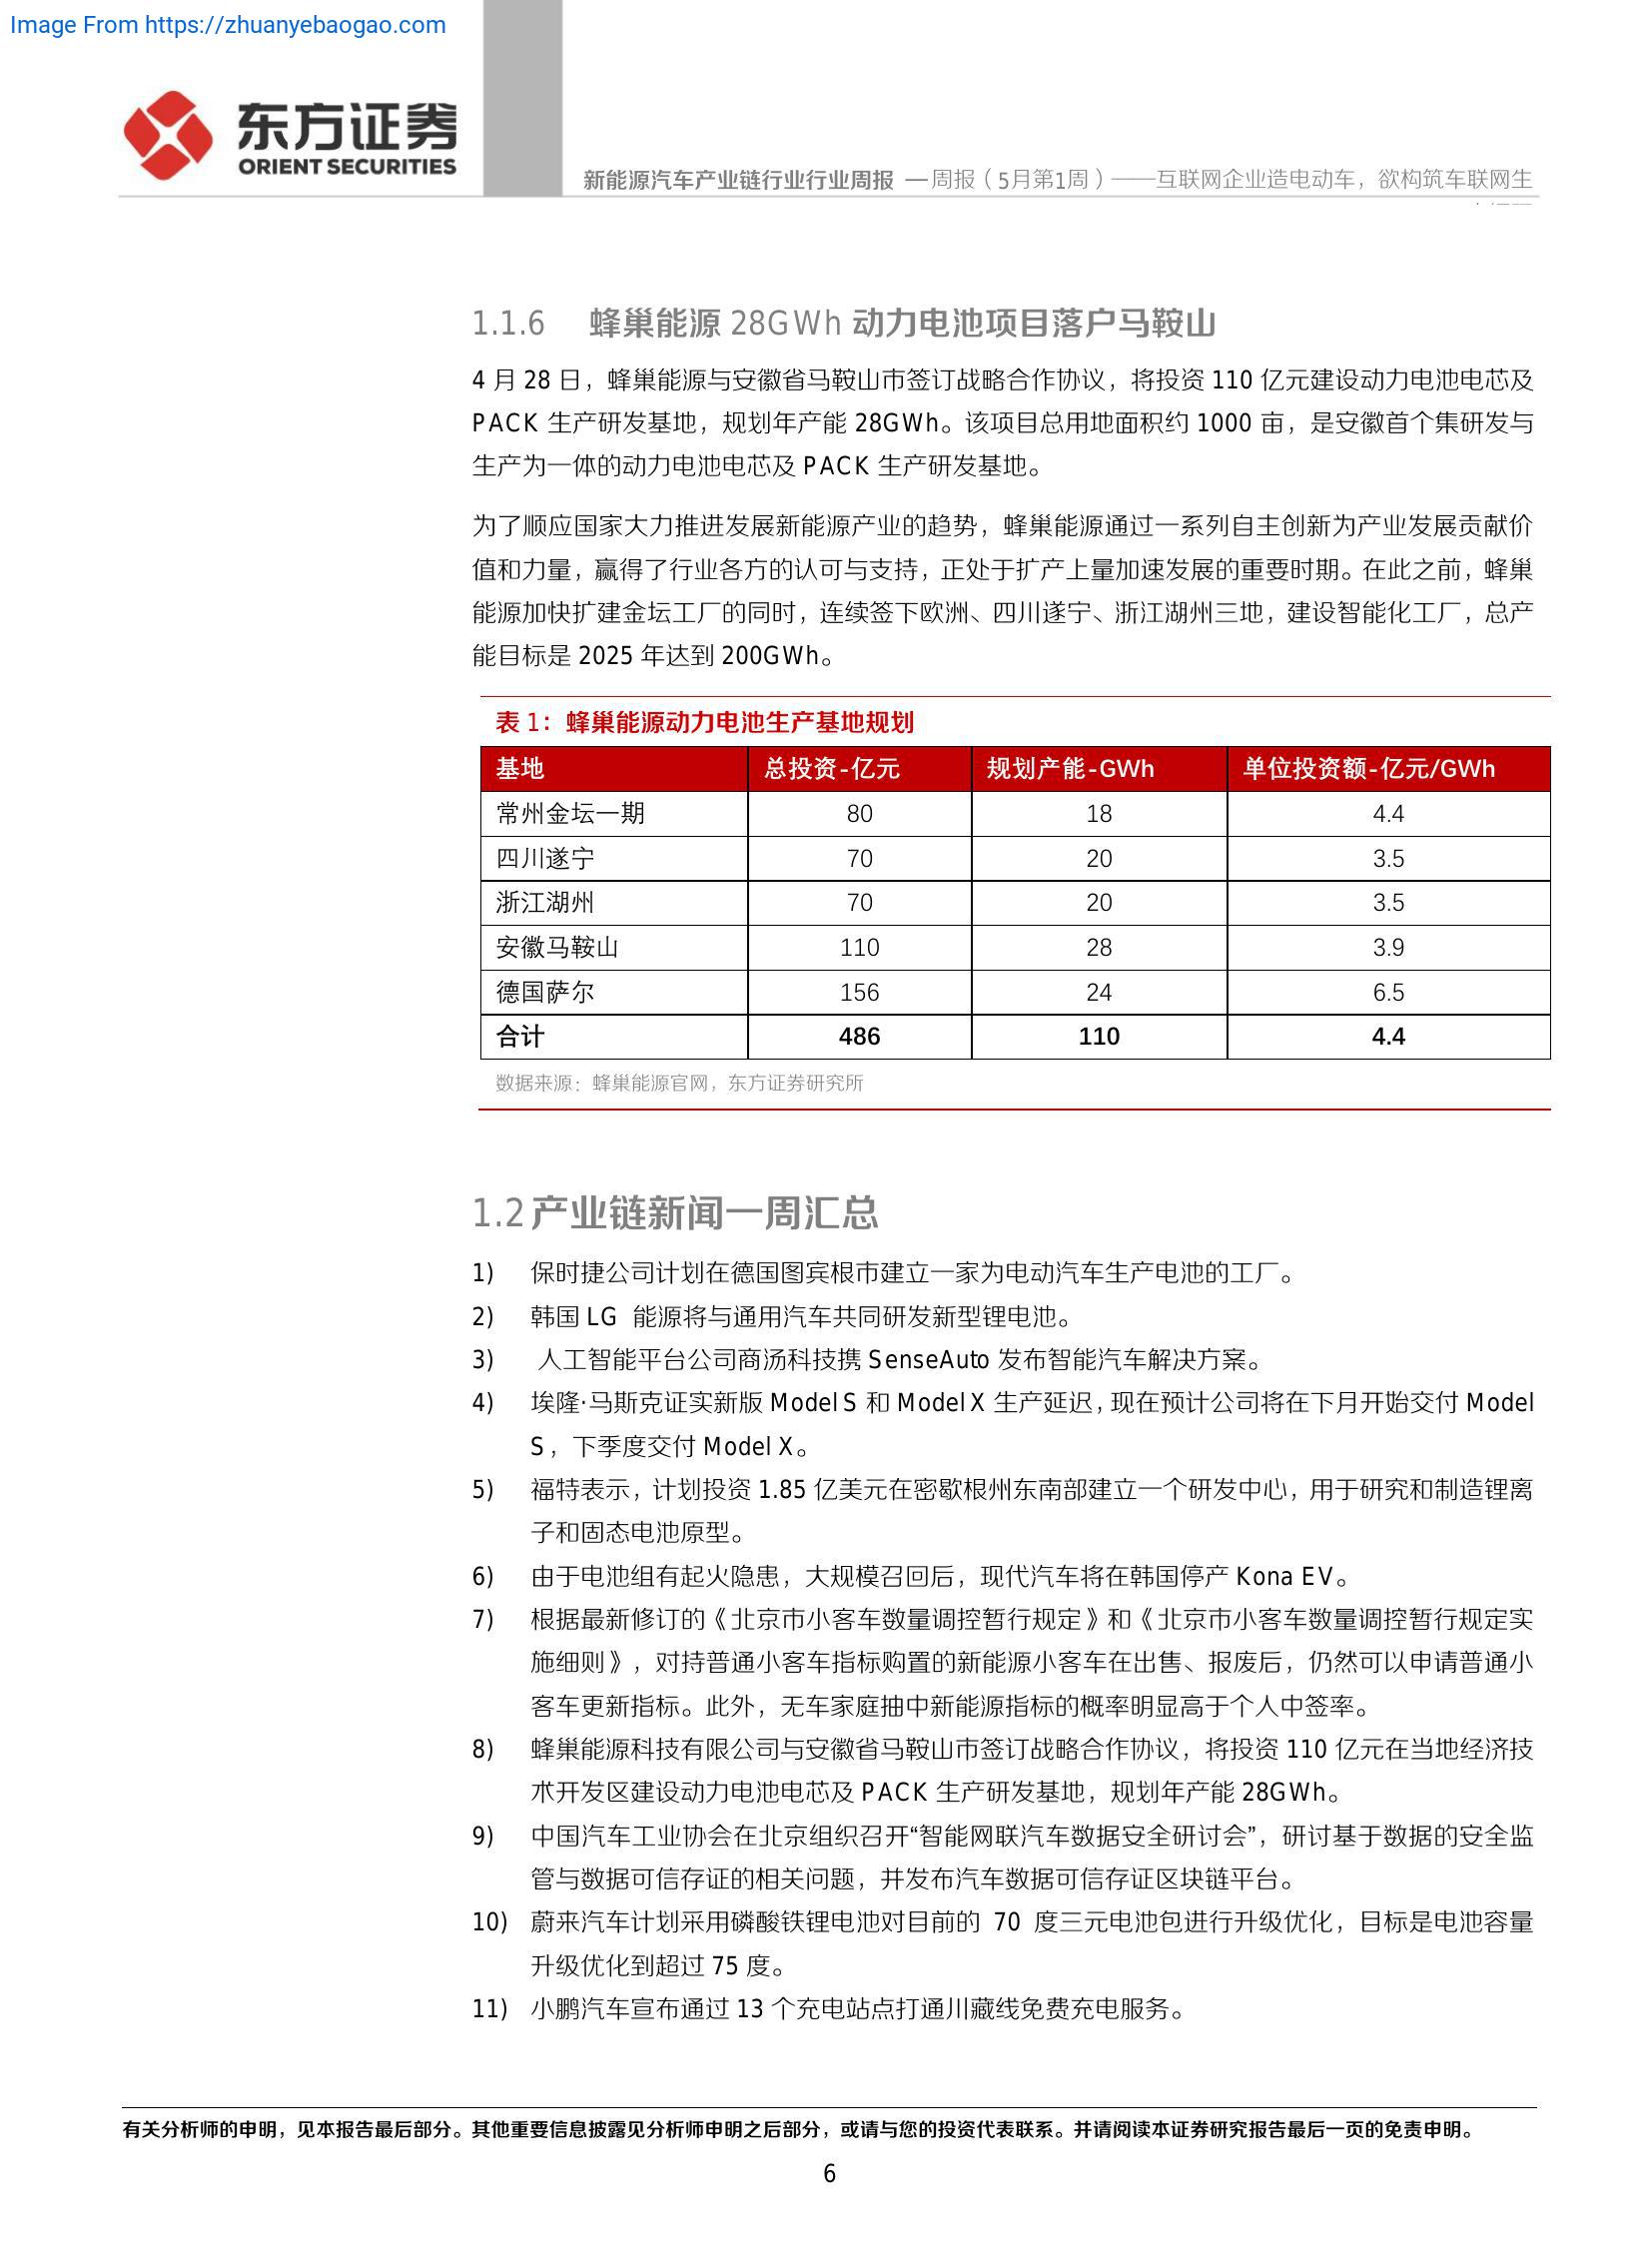 Image From https://zhuanyebaogao.com
东方证券
ORIENT SECURITIES
新能源汽车产业链行业行业周报 —周报（5月第1周）——互联网企业造电动车，欲构筑车联网生
1.1.6 蜂巢能源 28GWh 动力电池项目落户马鞍山
4 月 28 日，蜂巢能源与安徽省马鞍山市签订战略合作协议，将投资 110 亿元建设动力电池电芯及
PACK 生产研发基地，规划年产能 28GWh。该项目总用地面积约 1000 亩，是安徽首个集研发与
生产为一体的动力电池电芯及 PACK 生产研发基地。
为了顺应国家大力推进发展新能源产业的趋势，蜂巢能源通过一系列自主创新为产业发展贡献价
值和力量，赢得了行业各方的认可与支持，正处于扩产上量加速发展的重要时期。在此之前，蜂巢
能源加快扩建金坛工厂的同时，连续签下欧洲、四川遂宁、浙江湖州三地，建设智能化工厂，总产
能目标是 2025 年达到 200GWh。
表 1：蜂巢能源动力电池生产基地规划
基地 总投资-亿元 规划产能-GWh 单位投资额-亿元/GWh
常州金坛一期 80 18 4.4
四川遂宁 70 20 3.5
浙江湖州 70 20 3.5
安徽马鞍山 110 28 3.9
德国萨尔 156 24 6.5
合计 486 110 4.4
数据来源：蜂巢能源官网，东方证券研究所
1.2 产业链新闻一周汇总
1) 保时捷公司计划在德国图宾根市建立一家为电动汽车生产电池的工厂。
2) 韩国 LG 能源将与通用汽车共同研发新型锂电池。
3) 人工智能平台公司商汤科技携 SenseAuto 发布智能汽车解决方案。
4) 埃隆·马斯克证实新版 Model S 和 Model X 生产延迟，现在预计公司将在下月开始交付 Model
S，下季度交付 Model X。
5) 福特表示，计划投资 1.85 亿美元在密歇根州东南部建立一个研发中心，用于研究和制造锂离
子和固态电池原型。
6) 由于电池组有起火隐患，大规模召回后，现代汽车将在韩国停产 Kona EV。
7) 根据最新修订的《北京市小客车数量调控暂行规定》和《北京市小客车数量调控暂行规定实
施细则》，对持普通小客车指标购置的新能源小客车在出售、报废后，仍然可以申请普通小
客车更新指标。此外，无车家庭抽中新能源指标的概率明显高于个人中签率。
8) 蜂巢能源科技有限公司与安徽省马鞍山市签订战略合作协议，将投资 110 亿元在当地经济技
术开发区建设动力电池电芯及 PACK 生产研发基地，规划年产能 28GWh。
9) 中国汽车工业协会在北京组织召开“智能网联汽车数据安全研讨会”，研讨基于数据的安全监
管与数据可信存证的相关问题，并发布汽车数据可信存证区块链平台。
10) 蔚来汽车计划采用磷酸铁锂电池对目前的 70 度三元电池包进行升级优化，目标是电池容量
升级优化到超过 75 度。
11) 小鹏汽车宣布通过 13 个充电站点打通川藏线免费充电服务。
有关分析师的申明，见本报告最后部分。其他重要信息披露见分析师申明之后部分，或请与您的投资代表联系。并请阅读本证券研究报告最后一页的免责申明。
6